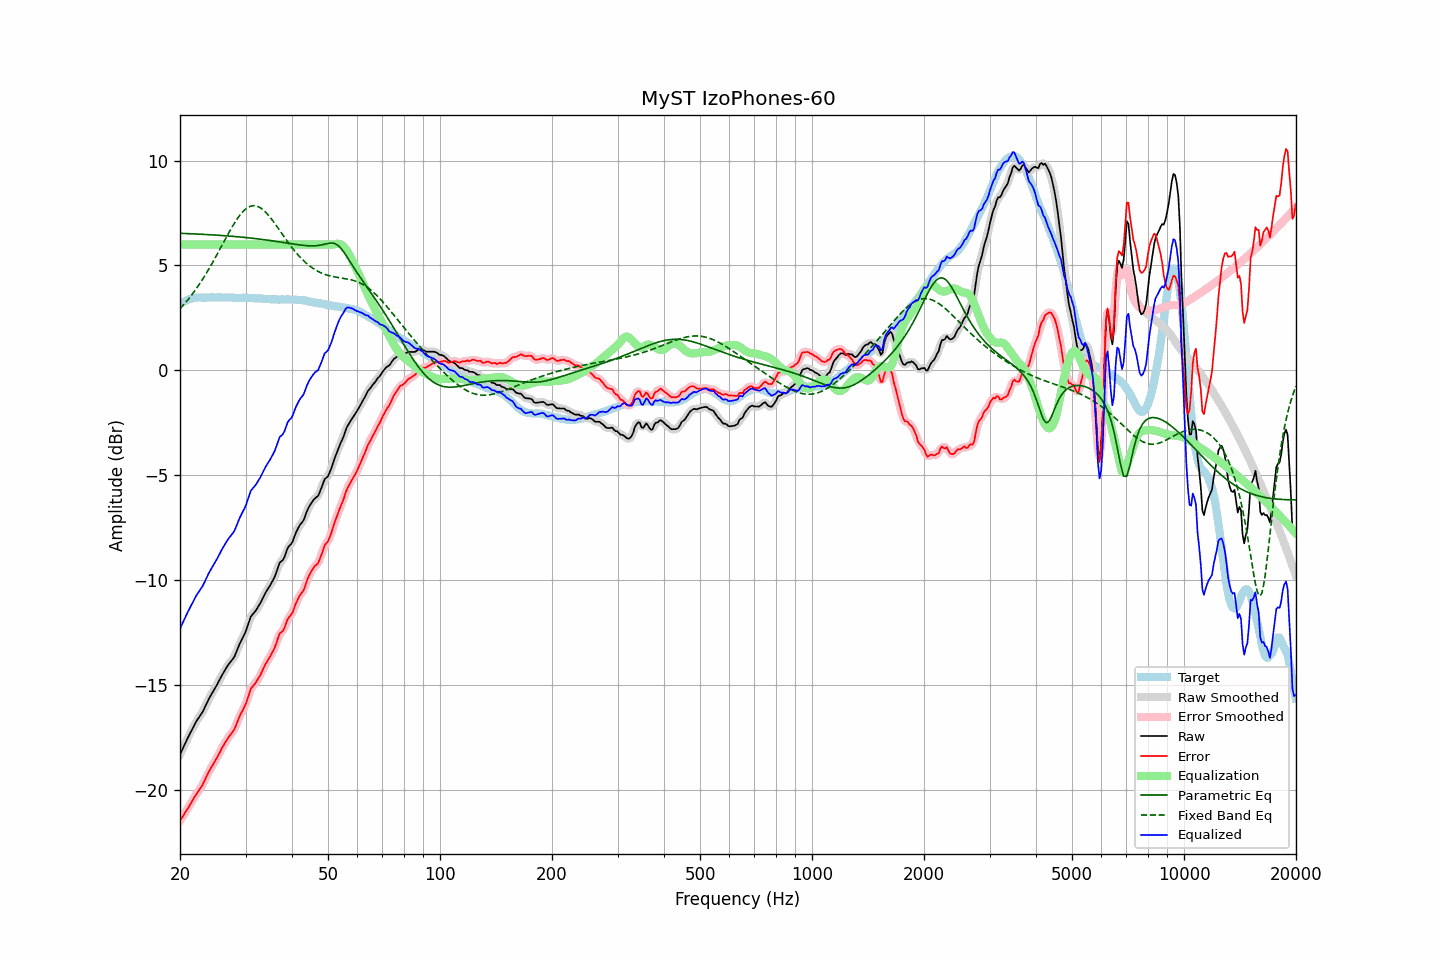 MyST IzoPhones-60
Amplitude (dBr)
10
5
0
−5
−10
−15
−20
Target
Raw Smoothed
Error Smoothed
Raw
Error
Equalization
Parametric Eq
Fixed Band Eq
Equalized
20 50 100 200 500 1000 2000 5000 10000 20000
Frequency (Hz)